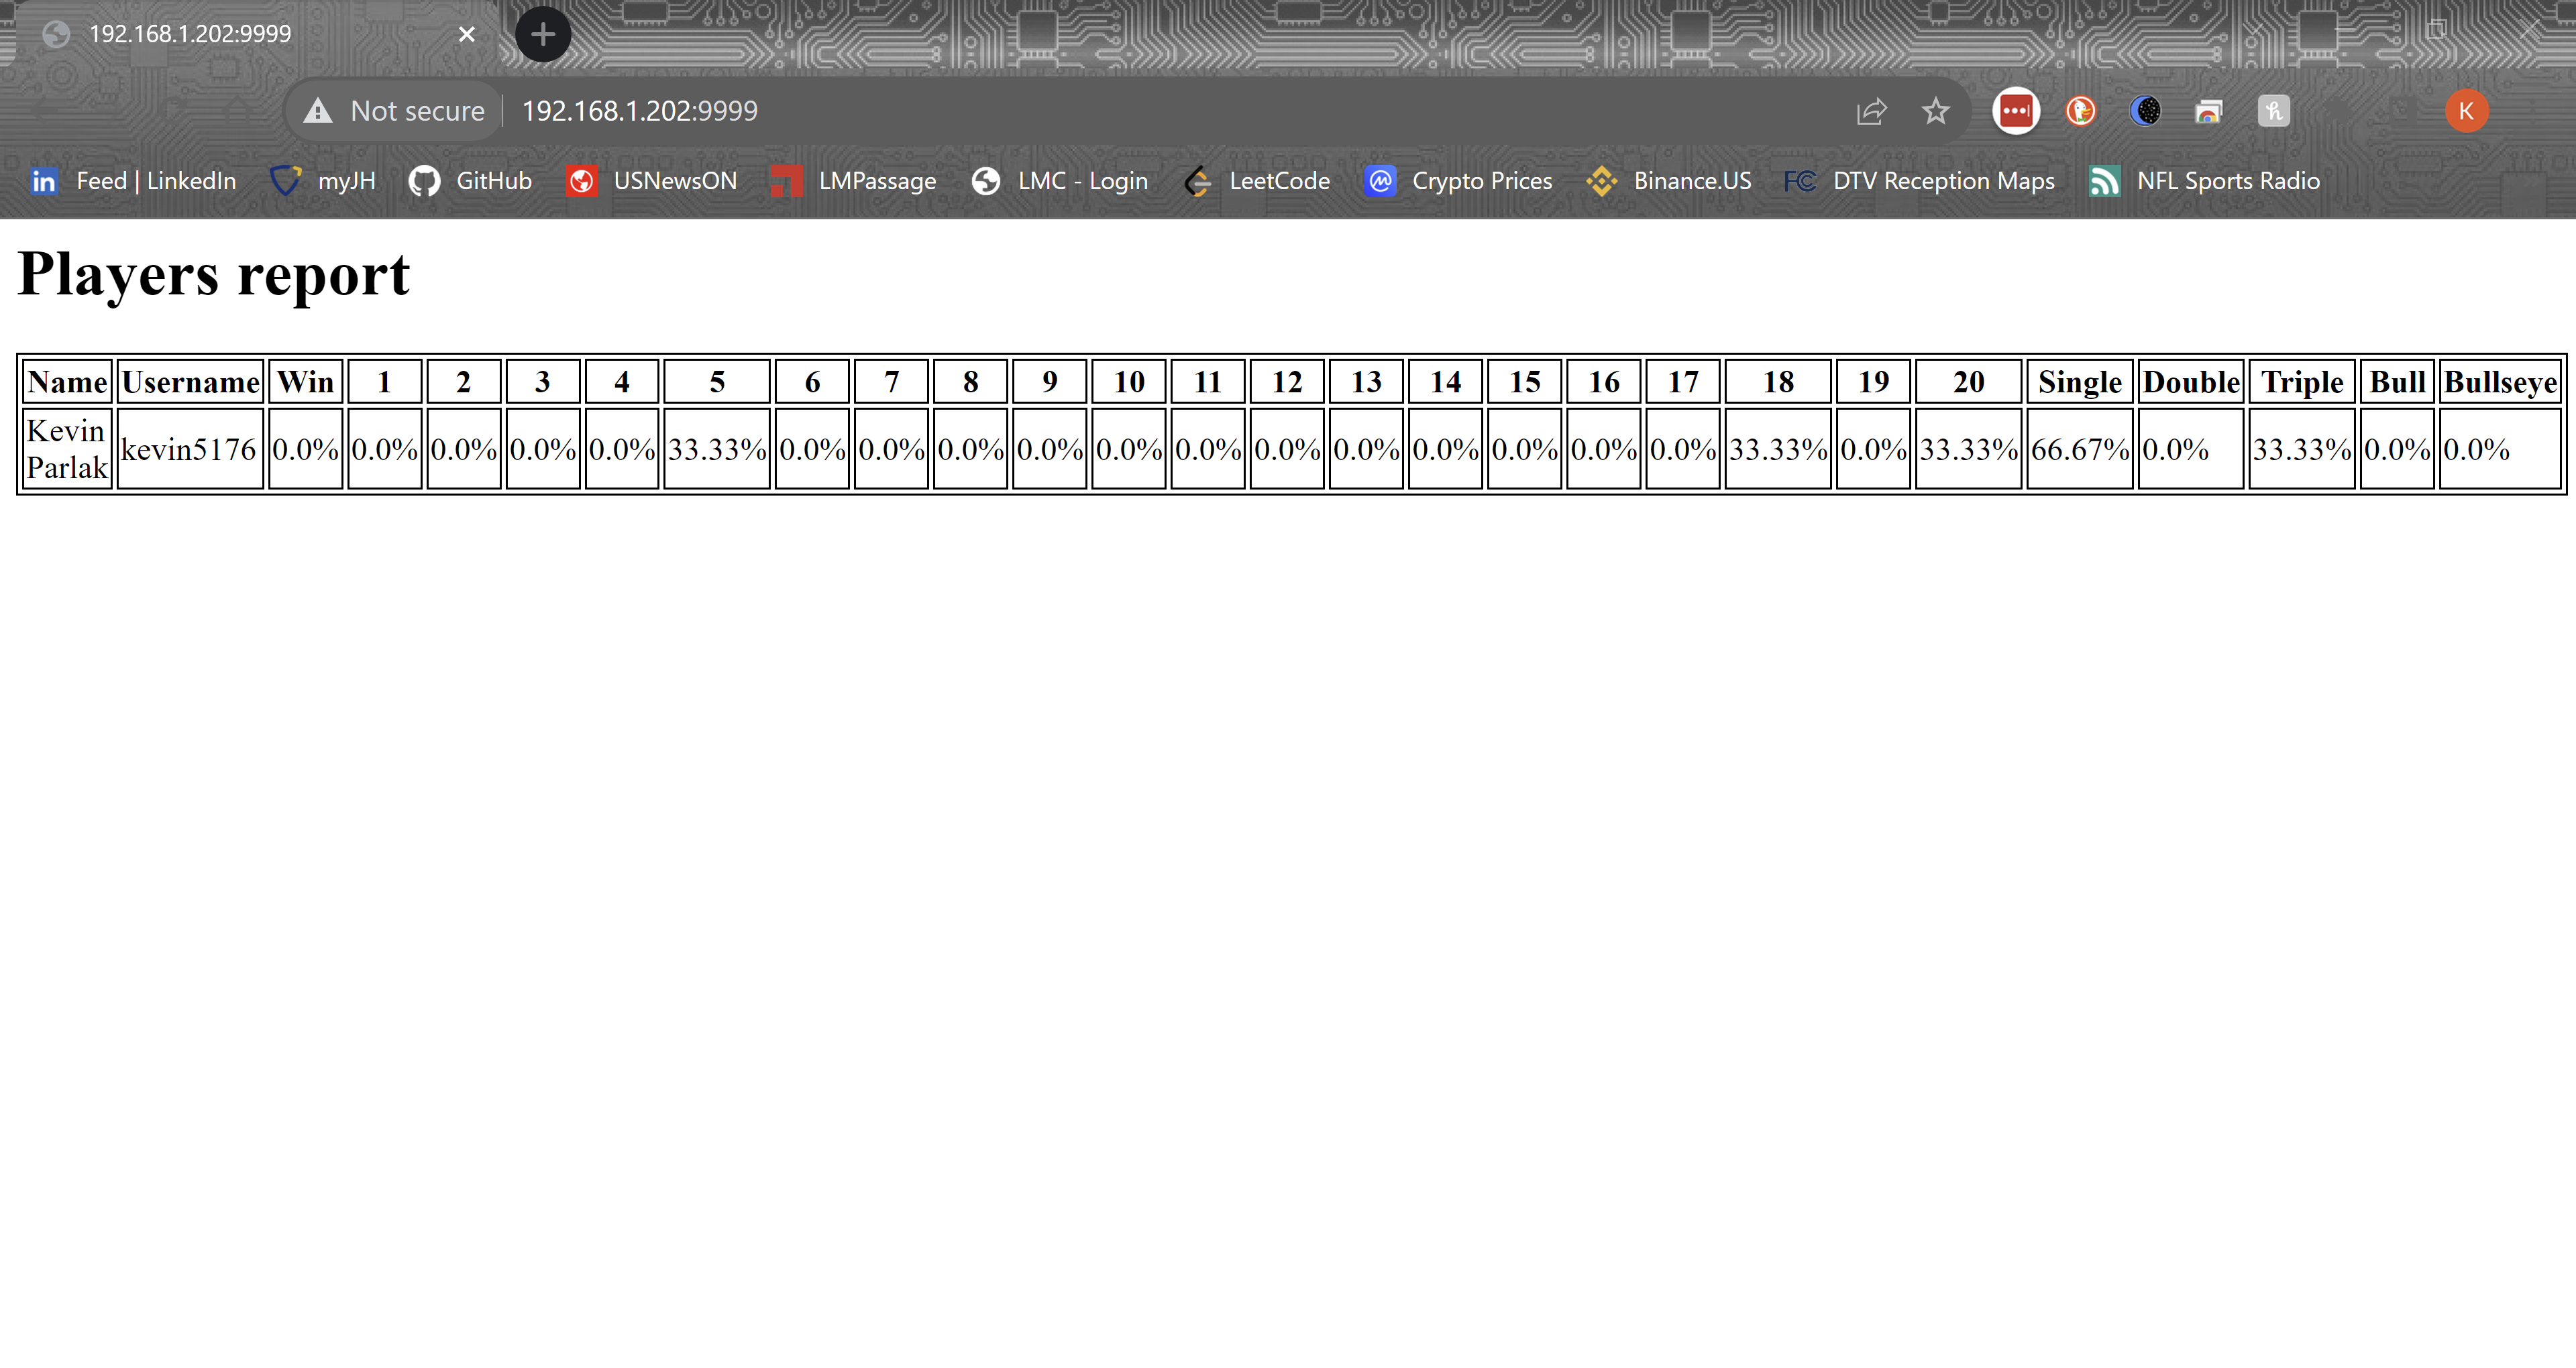 192.168.1.202:9999
Not secure 192.168.1.202:9999 K
Feed | LinkedIn myJH GitHub USNewsON LMPassage LMC - Login LeetCode Crypto Prices Binance.US DTV Reception Maps NFL Sports Radio
Players report
Name Username Win 1 2 3 4 5 6 7 8 9 10 11 12 13 14 15 16 17 18 19 20 Single Double Triple Bull Bullseye
Kevin Parlak kevin5176 0.0% 0.0% 0.0% 0.0% 0.0% 33.33% 0.0% 0.0% 0.0% 0.0% 0.0% 0.0% 0.0% 0.0% 0.0% 0.0% 0.0% 0.0% 33.33% 0.0% 33.33% 66.67% 0.0% 33.33% 0.0% 0.0%